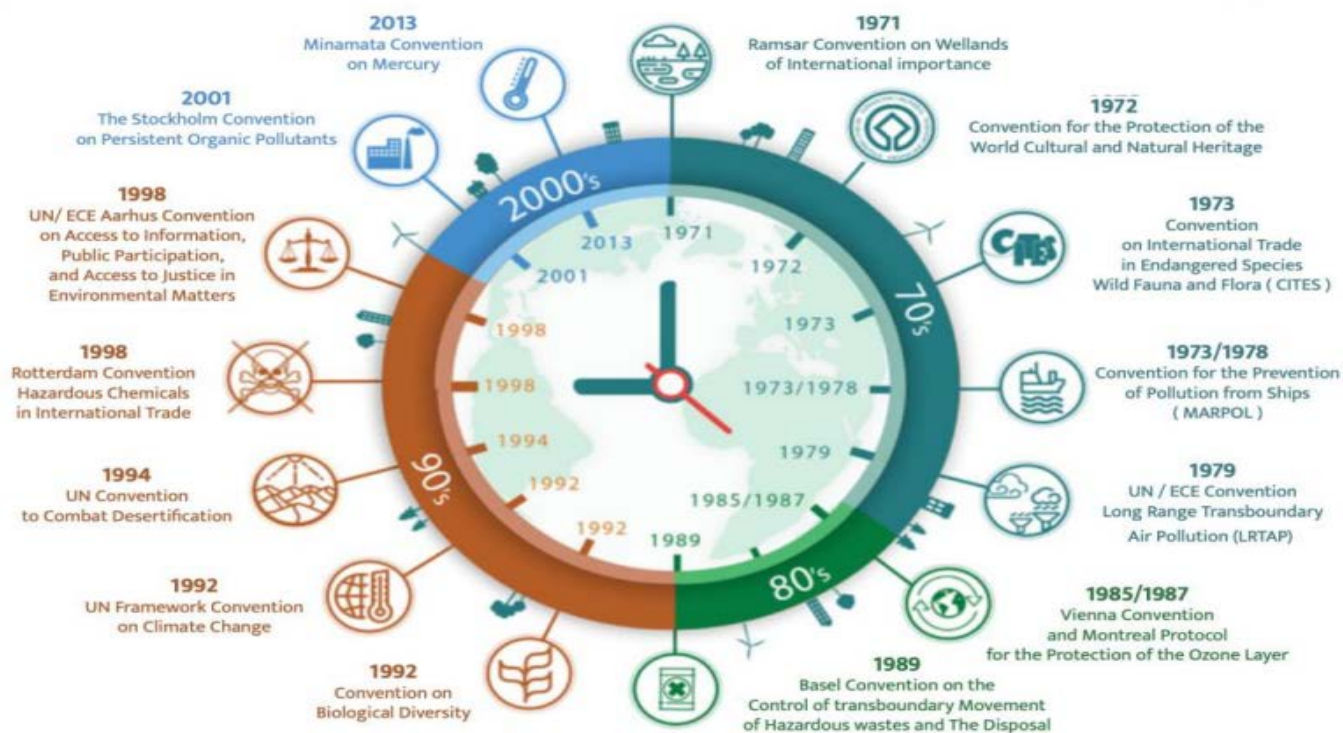 2013
Minamata Convention
on Mercury
1971
Ramsar Convention on Wellands
of International importance
2001
The Stockholm Convention
on Persistent Organic Pollutants
1972
Convention for the Protection of the
World Cultural and Natural Heritage
1998
UN/ ECE Aarhus Convention
on Access to Information,
Public Participation,
and Access to Justice in
Environmental Matters
1973
Convention
on International Trade
in Endangered Species
Wild Fauna and Flora ( CITES )
CITES
1998
Rotterdam Convention
Hazardous Chemicals
in International Trade
1973/1978
Convention for the Prevention
of Pollution from Ships
( MARPOL )
1994
UN Convention
to Combat Desertification
1979
UN / ECE Convention
Long Range Transboundary
Air Pollution (LRTAP)
1992
UN Framework Convention
on Climate Change
1985/1987
Vienna Convention
and Montreal Protocol
for the Protection of the Ozone Layer
1992
Convention on
Biological Diversity
1989
Basel Convention on the
Control of transboundary Movement
of Hazardous wastes and The Disposal
2000's
70's
80's
90's
1971
1972
1973
1973/1978
1979
1985/1987
1989
1992
1992
1994
1998
1998
2001
2013